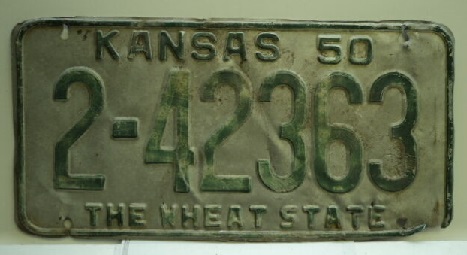 KANSAS 50
2-42363
THE WHEAT STATE